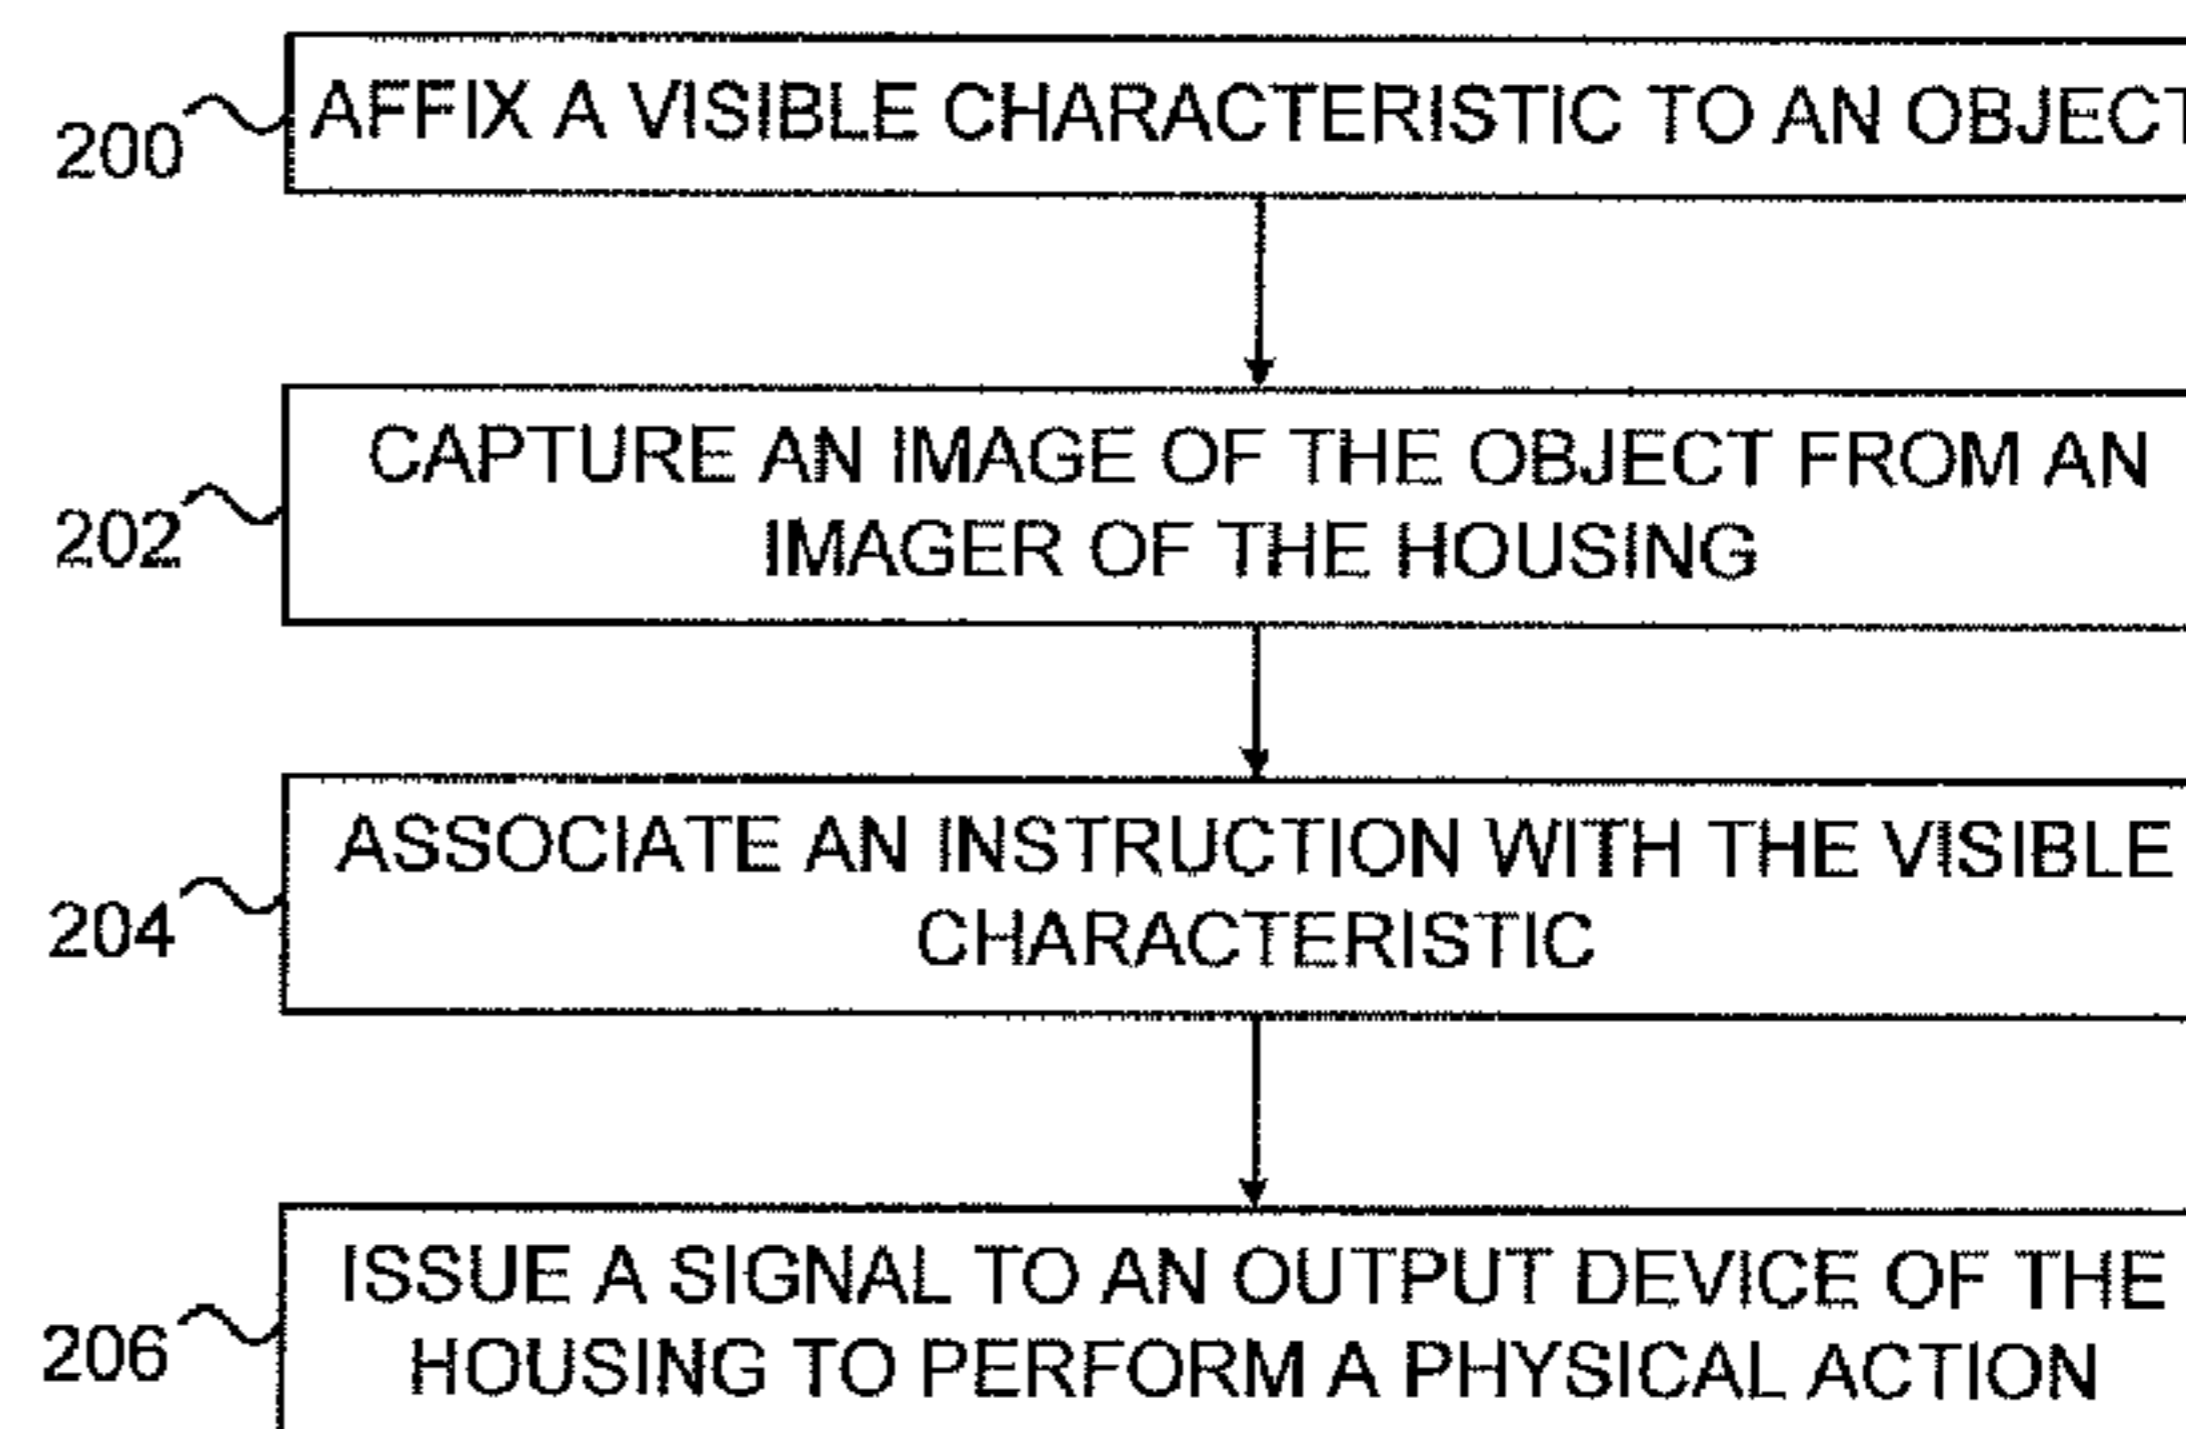 200
AFFIX A VISIBLE CHARACTERISTIC TO AN OBJECT
202
CAPTURE AN IMAGE OF THE OBJECT FROM AN
IMAGER OF THE HOUSING
204
ASSOCIATE AN INSTRUCTION WITH THE VISIBLE
CHARACTERISTIC
206
ISSUE A SIGNAL TO AN OUTPUT DEVICE OF THE
HOUSING TO PERFORM A PHYSICAL ACTION